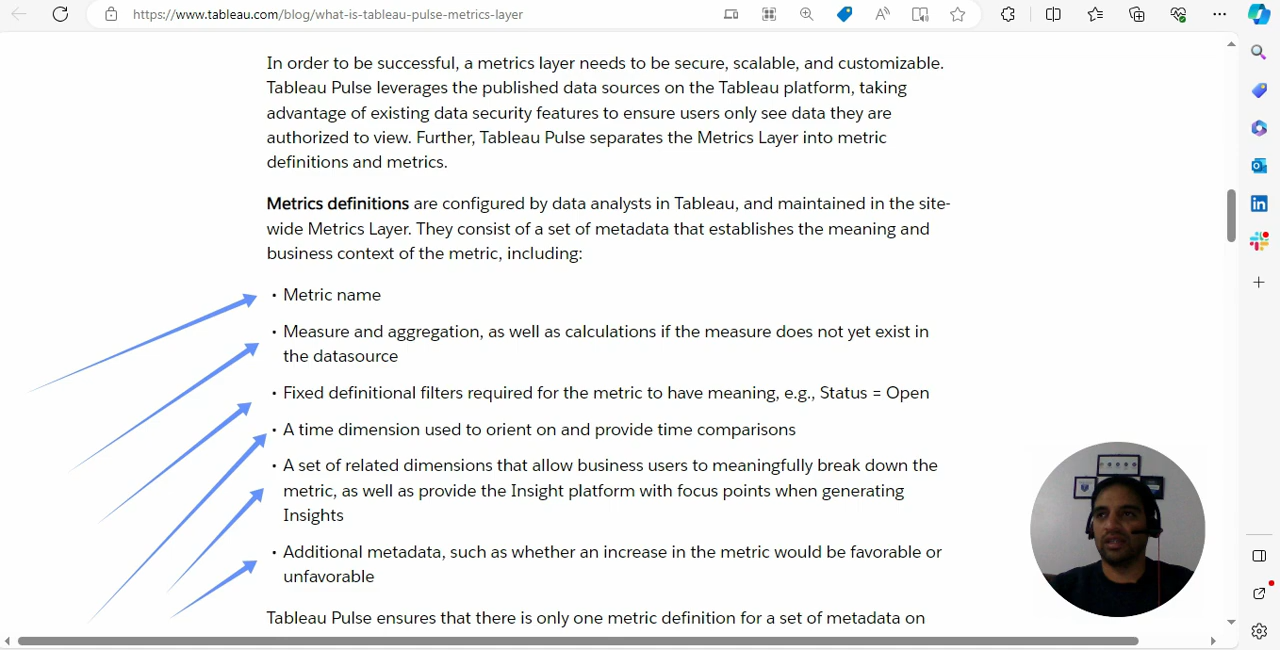 https://www.tableau.com/blog/what-is-tableau-pulse-metrics-layer
In order to be successful, a metrics layer needs to be secure, scalable, and customizable.
Tableau Pulse leverages the published data sources on the Tableau platform, taking
advantage of existing data security features to ensure users only see data they are
authorized to view. Further, Tableau Pulse separates the Metrics Layer into metric
definitions and metrics.
Metrics definitions are configured by data analysts in Tableau, and maintained in the site-
wide Metrics Layer. They consist of a set of metadata that establishes the meaning and
business context of the metric, including:
• Metric name
• Measure and aggregation, as well as calculations if the measure does not yet exist in
the datasource
• Fixed definitional filters required for the metric to have meaning, e.g., Status = Open
• A time dimension used to orient on and provide time comparisons
• A set of related dimensions that allow business users to meaningfully break down the
metric, as well as provide the Insight platform with focus points when generating
Insights
• Additional metadata, such as whether an increase in the metric would be favorable or
unfavorable
Tableau Pulse ensures that there is only one metric definition for a set of metadata on